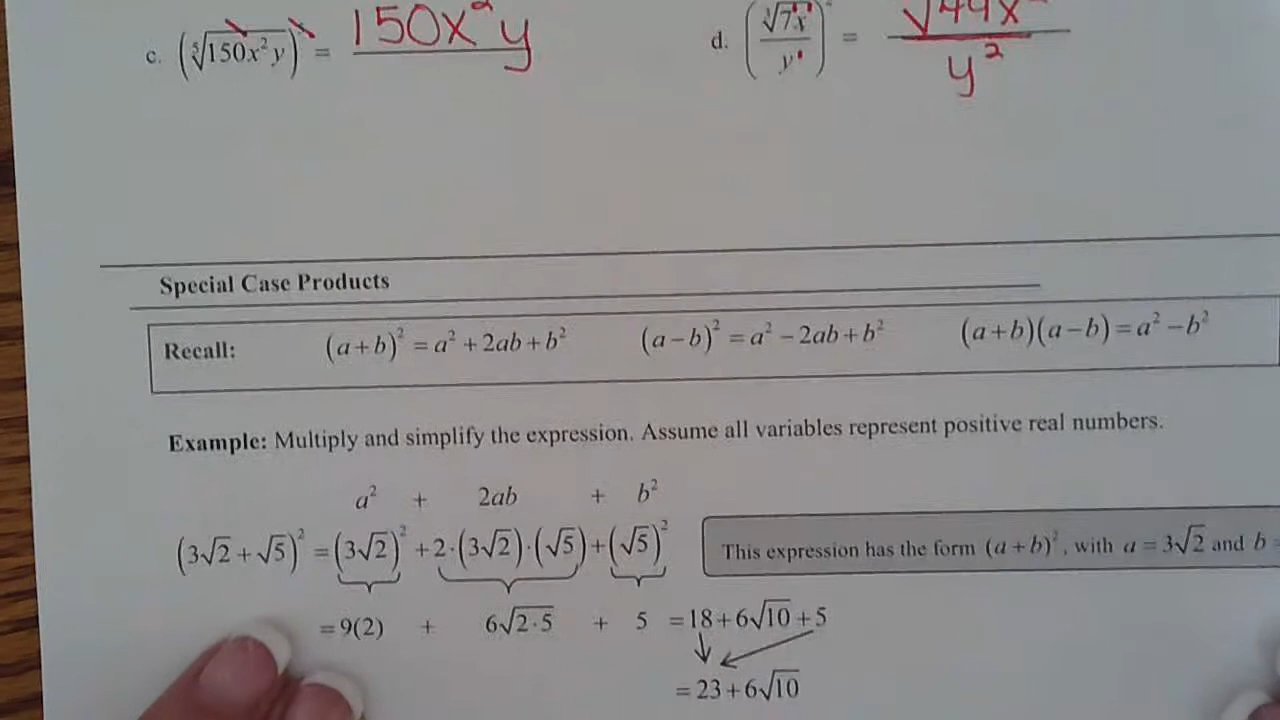 c. (⁵√150x²y) = 150x²y
d. (∛7x / y)² = √49x / y²
Special Case Products
Recall: (a+b)² = a² + 2ab + b² (a−b)² = a² − 2ab + b² (a+b)(a−b) = a² − b²
Example: Multiply and simplify the expression. Assume all variables represent positive real numbers.
a² + 2ab + b²
(3√2 + √5)² = (3√2)² + 2·(3√2)·(√5) + (√5)²
This expression has the form (a+b)², with a = 3√2 and b =
= 9(2) + 6√2·5 + 5 = 18 + 6√10 + 5
= 23 + 6√10